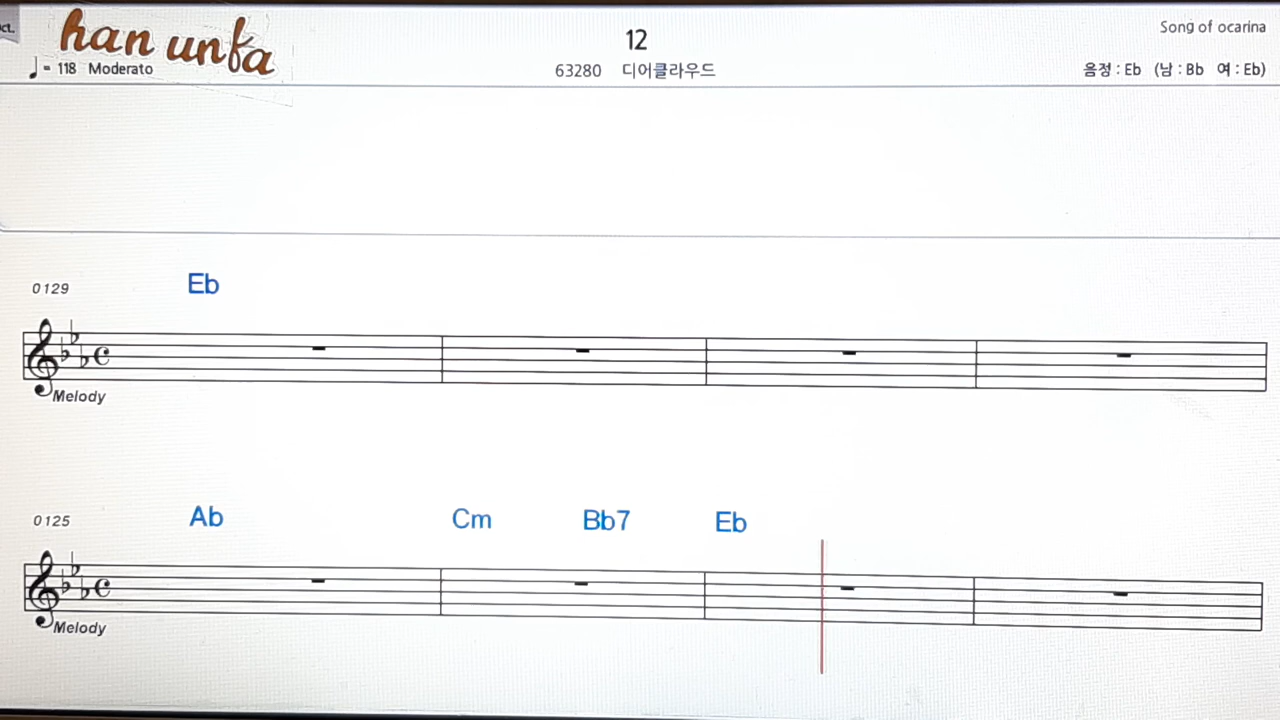 ct.
han unfa
12
Song of ocarina
♩= 118 Moderato
63280 디어클라우드
음정 : Eb (남 : Bb 여 : Eb)
0129
Eb
Melody
0125
Ab Cm Bb7 Eb
Melody